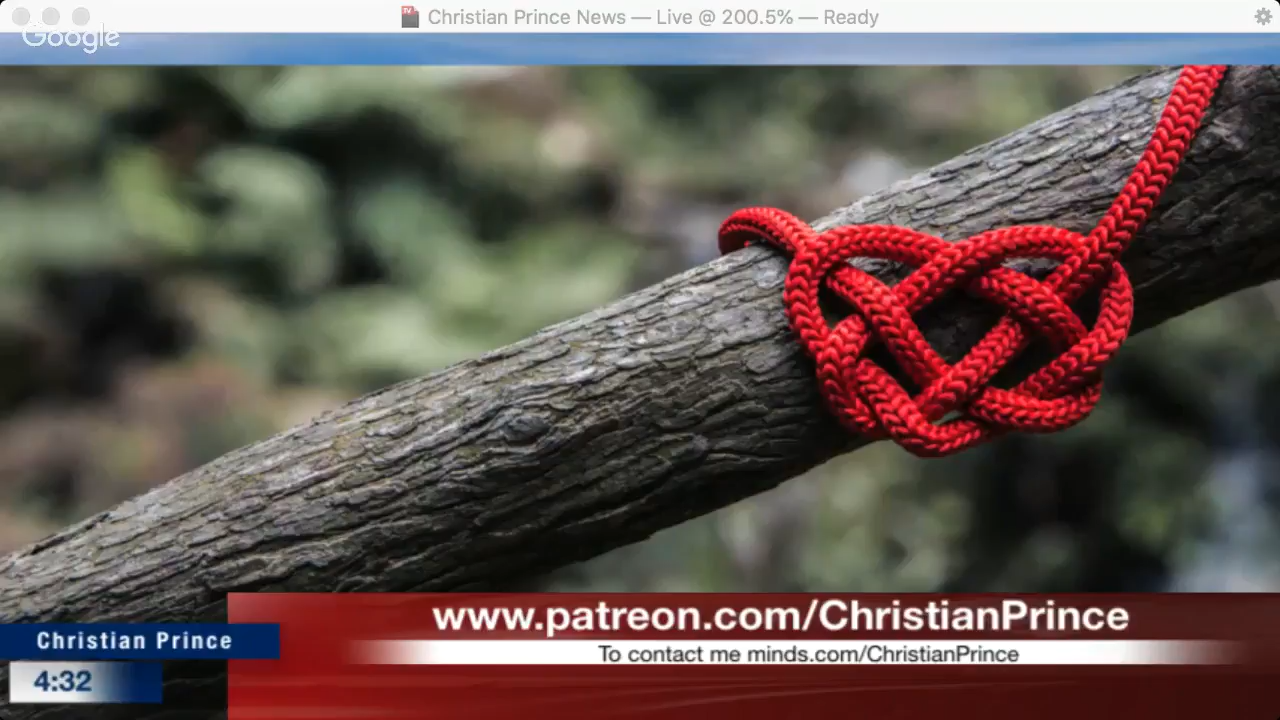 Christian Prince News — Live @ 200.5% — Ready
Google
www.patreon.com/ChristianPrince
Christian Prince
To contact me minds.com/ChristianPrince
4:32